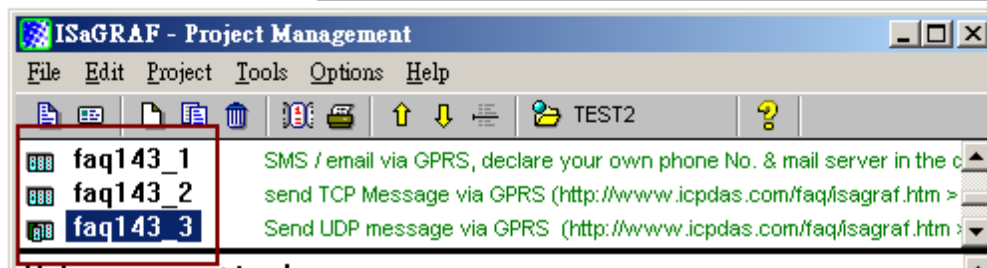 ISaGRAF - Project Management
File Edit Project Tools Options Help
TEST2
faq143_1 SMS / email via GPRS, declare your own phone No. & mail server in the c
faq143_2 send TCP Message via GPRS (http://www.icpdas.com/faq/isagraf.htm >
faq143_3 Send UDP message via GPRS (http://www.icpdas.com/faq/isagraf.htm >